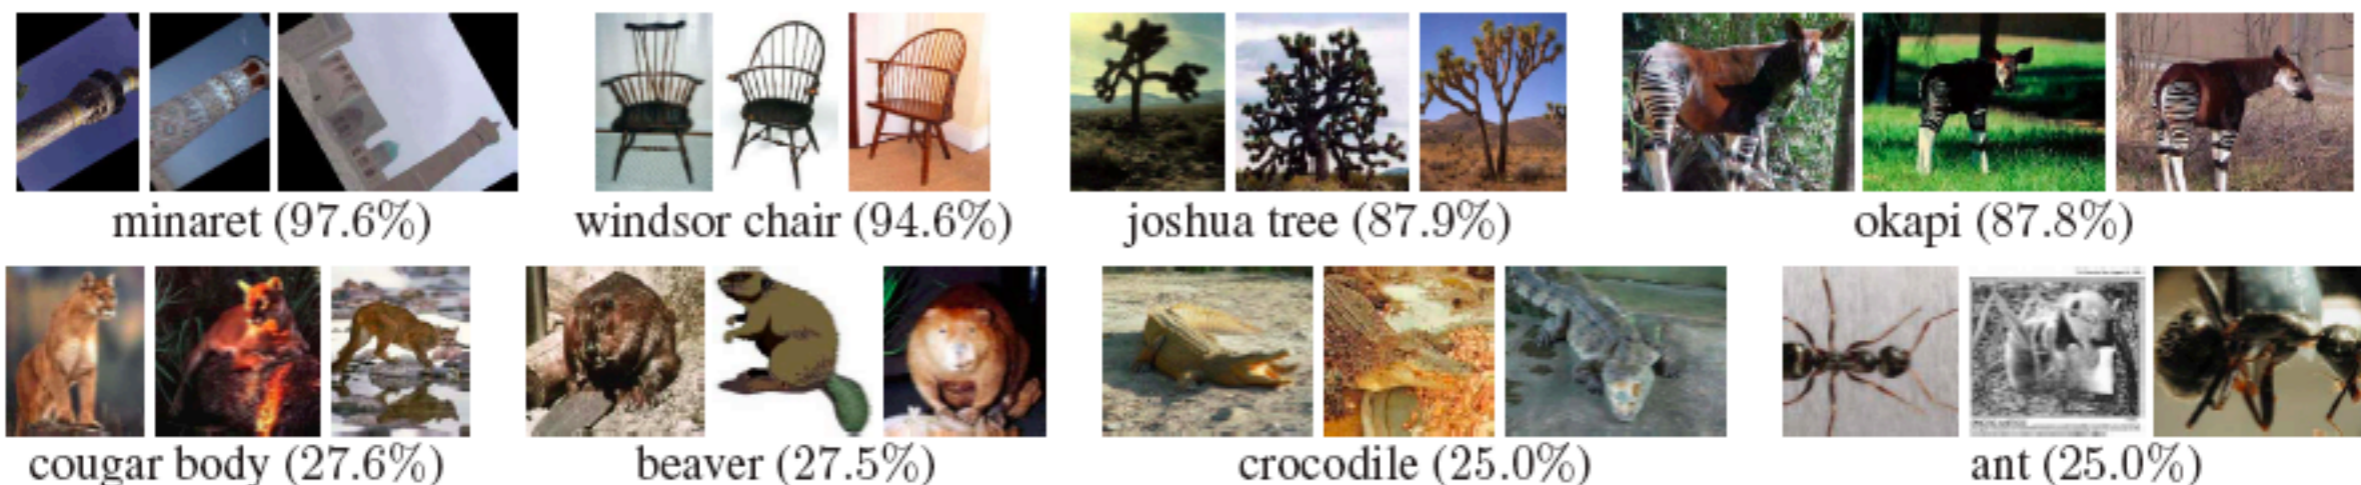 minaret (97.6%) windsor chair (94.6%) joshua tree (87.9%) okapi (87.8%)
cougar body (27.6%) beaver (27.5%) crocodile (25.0%) ant (25.0%)